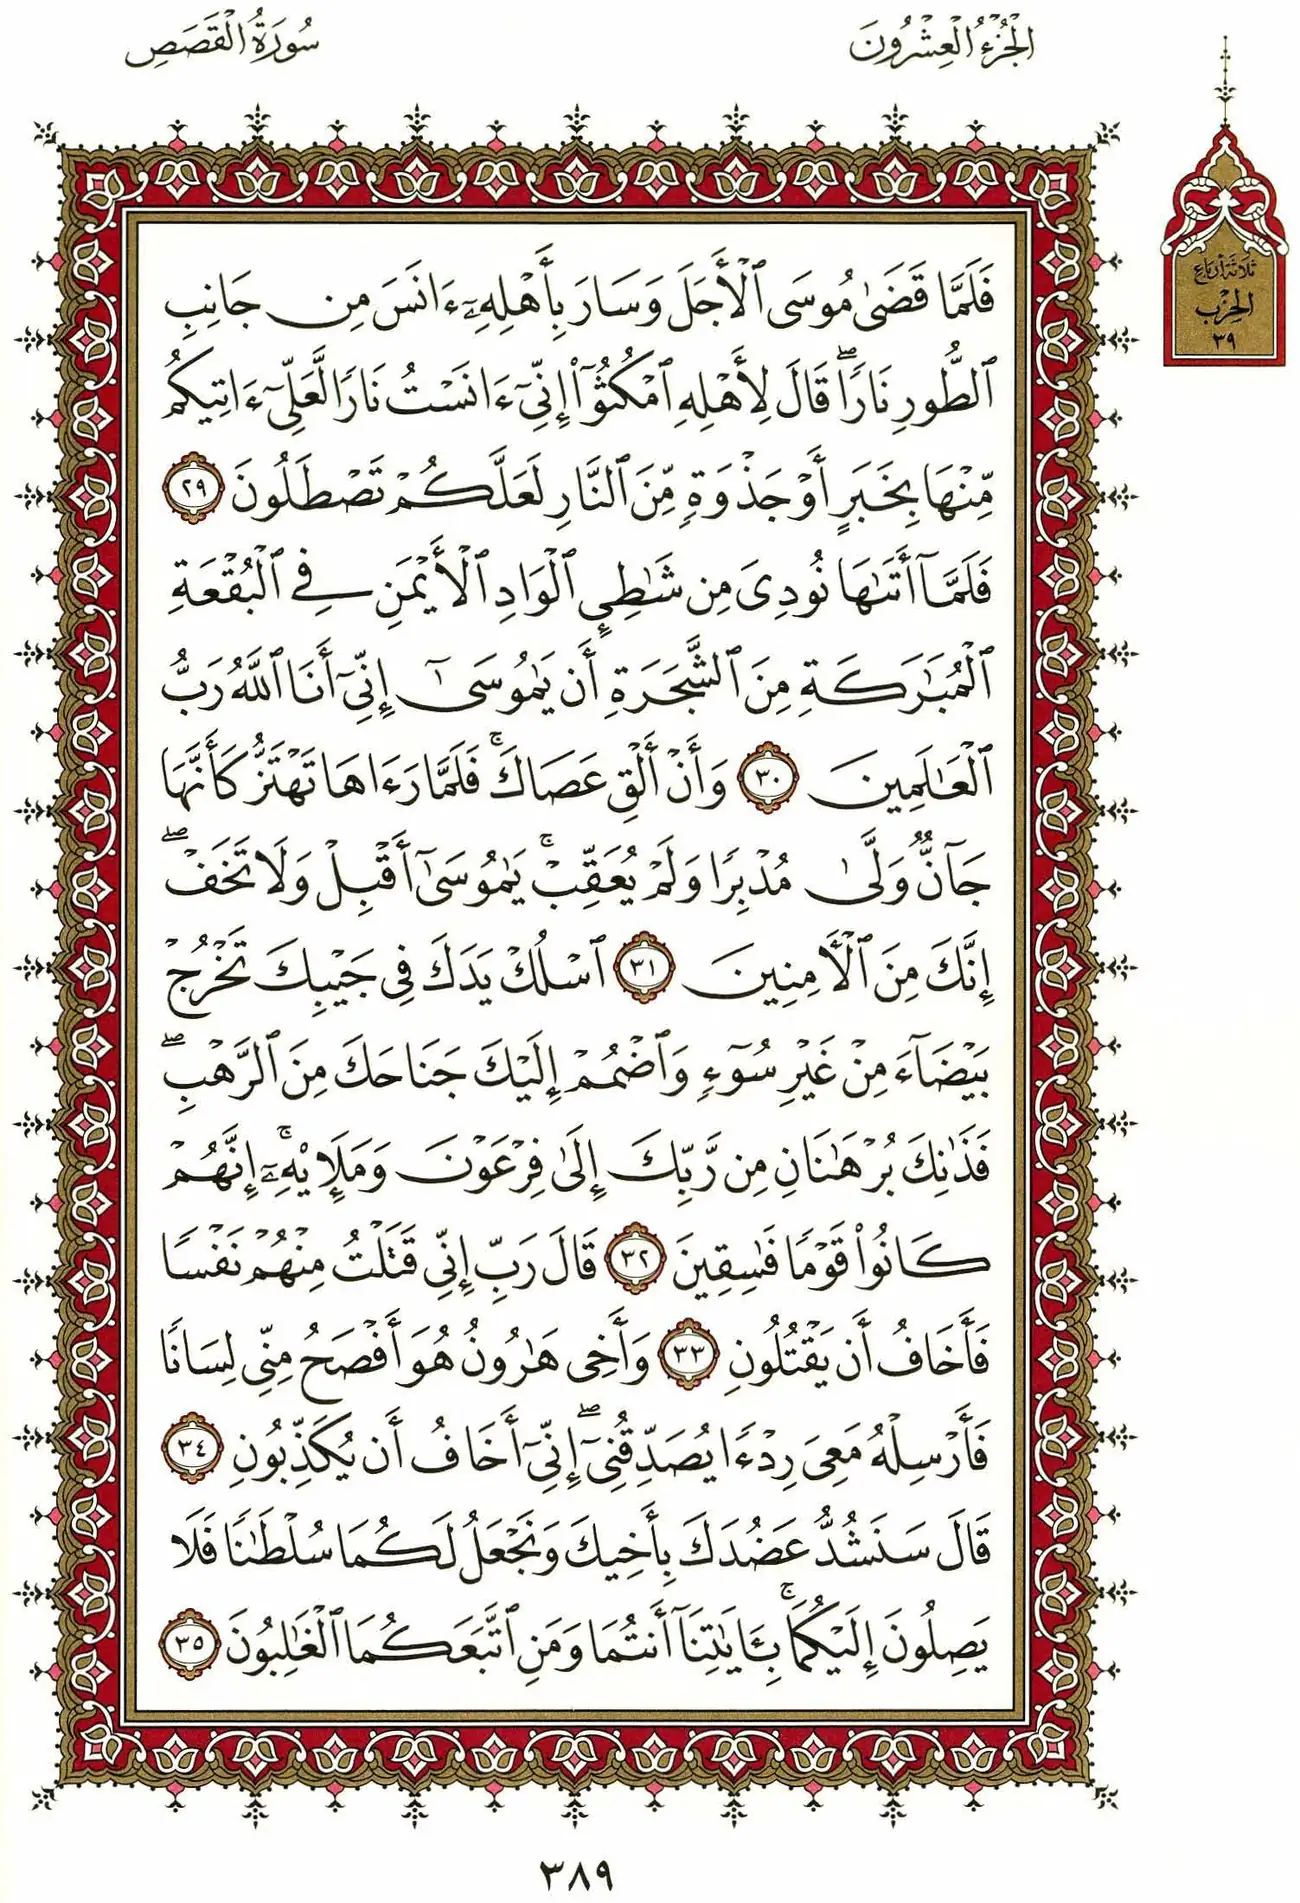 الجزء العشرون
سورة القصص
ثلاثة أرباع
الحزب
٣٩
فَلَمَّا قَضَىٰ مُوسَى ٱلْأَجَلَ وَسَارَ بِأَهْلِهِۦٓ ءَانَسَ مِن جَانِبِ
ٱلطُّورِ نَارًاۖ قَالَ لِأَهْلِهِ ٱمْكُثُوٓا۟ إِنِّىٓ ءَانَسْتُ نَارًا لَّعَلِّىٓ ءَاتِيكُم
مِّنْهَا بِخَبَرٍ أَوْ جَذْوَةٍ مِّنَ ٱلنَّارِ لَعَلَّكُمْ تَصْطَلُونَ ٢٩
فَلَمَّآ أَتَىٰهَا نُودِىَ مِن شَٰطِئِ ٱلْوَادِ ٱلْأَيْمَنِ فِى ٱلْبُقْعَةِ
ٱلْمُبَٰرَكَةِ مِنَ ٱلشَّجَرَةِ أَن يَٰمُوسَىٰٓ إِنِّىٓ أَنَا ٱللَّهُ رَبُّ
ٱلْعَٰلَمِينَ ٣٠ وَأَنْ أَلْقِ عَصَاكَۚ فَلَمَّا رَءَاهَا تَهْتَزُّ كَأَنَّهَا
جَآنٌّ وَلَّىٰ مُدْبِرًا وَلَمْ يُعَقِّبْۚ يَٰمُوسَىٰٓ أَقْبِلْ وَلَا تَخَفْۖ
إِنَّكَ مِنَ ٱلْءَامِنِينَ ٣١ ٱسْلُكْ يَدَكَ فِى جَيْبِكَ تَخْرُجْ
بَيْضَآءَ مِنْ غَيْرِ سُوٓءٍ وَٱضْمُمْ إِلَيْكَ جَنَاحَكَ مِنَ ٱلرَّهْبِۖ
فَذَٰنِكَ بُرْهَٰنَانِ مِن رَّبِّكَ إِلَىٰ فِرْعَوْنَ وَمَلَإِي۟هِۦٓۚ إِنَّهُمْ
كَانُوا۟ قَوْمًا فَٰسِقِينَ ٣٢ قَالَ رَبِّ إِنِّى قَتَلْتُ مِنْهُمْ نَفْسًا
فَأَخَافُ أَن يَقْتُلُونِ ٣٣ وَأَخِى هَٰرُونُ هُوَ أَفْصَحُ مِنِّى لِسَانًا
فَأَرْسِلْهُ مَعِىَ رِدْءًا يُصَدِّقُنِىٓۖ إِنِّىٓ أَخَافُ أَن يُكَذِّبُونِ ٣٤
قَالَ سَنَشُدُّ عَضُدَكَ بِأَخِيكَ وَنَجْعَلُ لَكُمَا سُلْطَٰنًا فَلَا
يَصِلُونَ إِلَيْكُمَاۚ بِـَٔايَٰتِنَآ أَنتُمَا وَمَنِ ٱتَّبَعَكُمَا ٱلْغَٰلِبُونَ ٣٥
٣٨٩